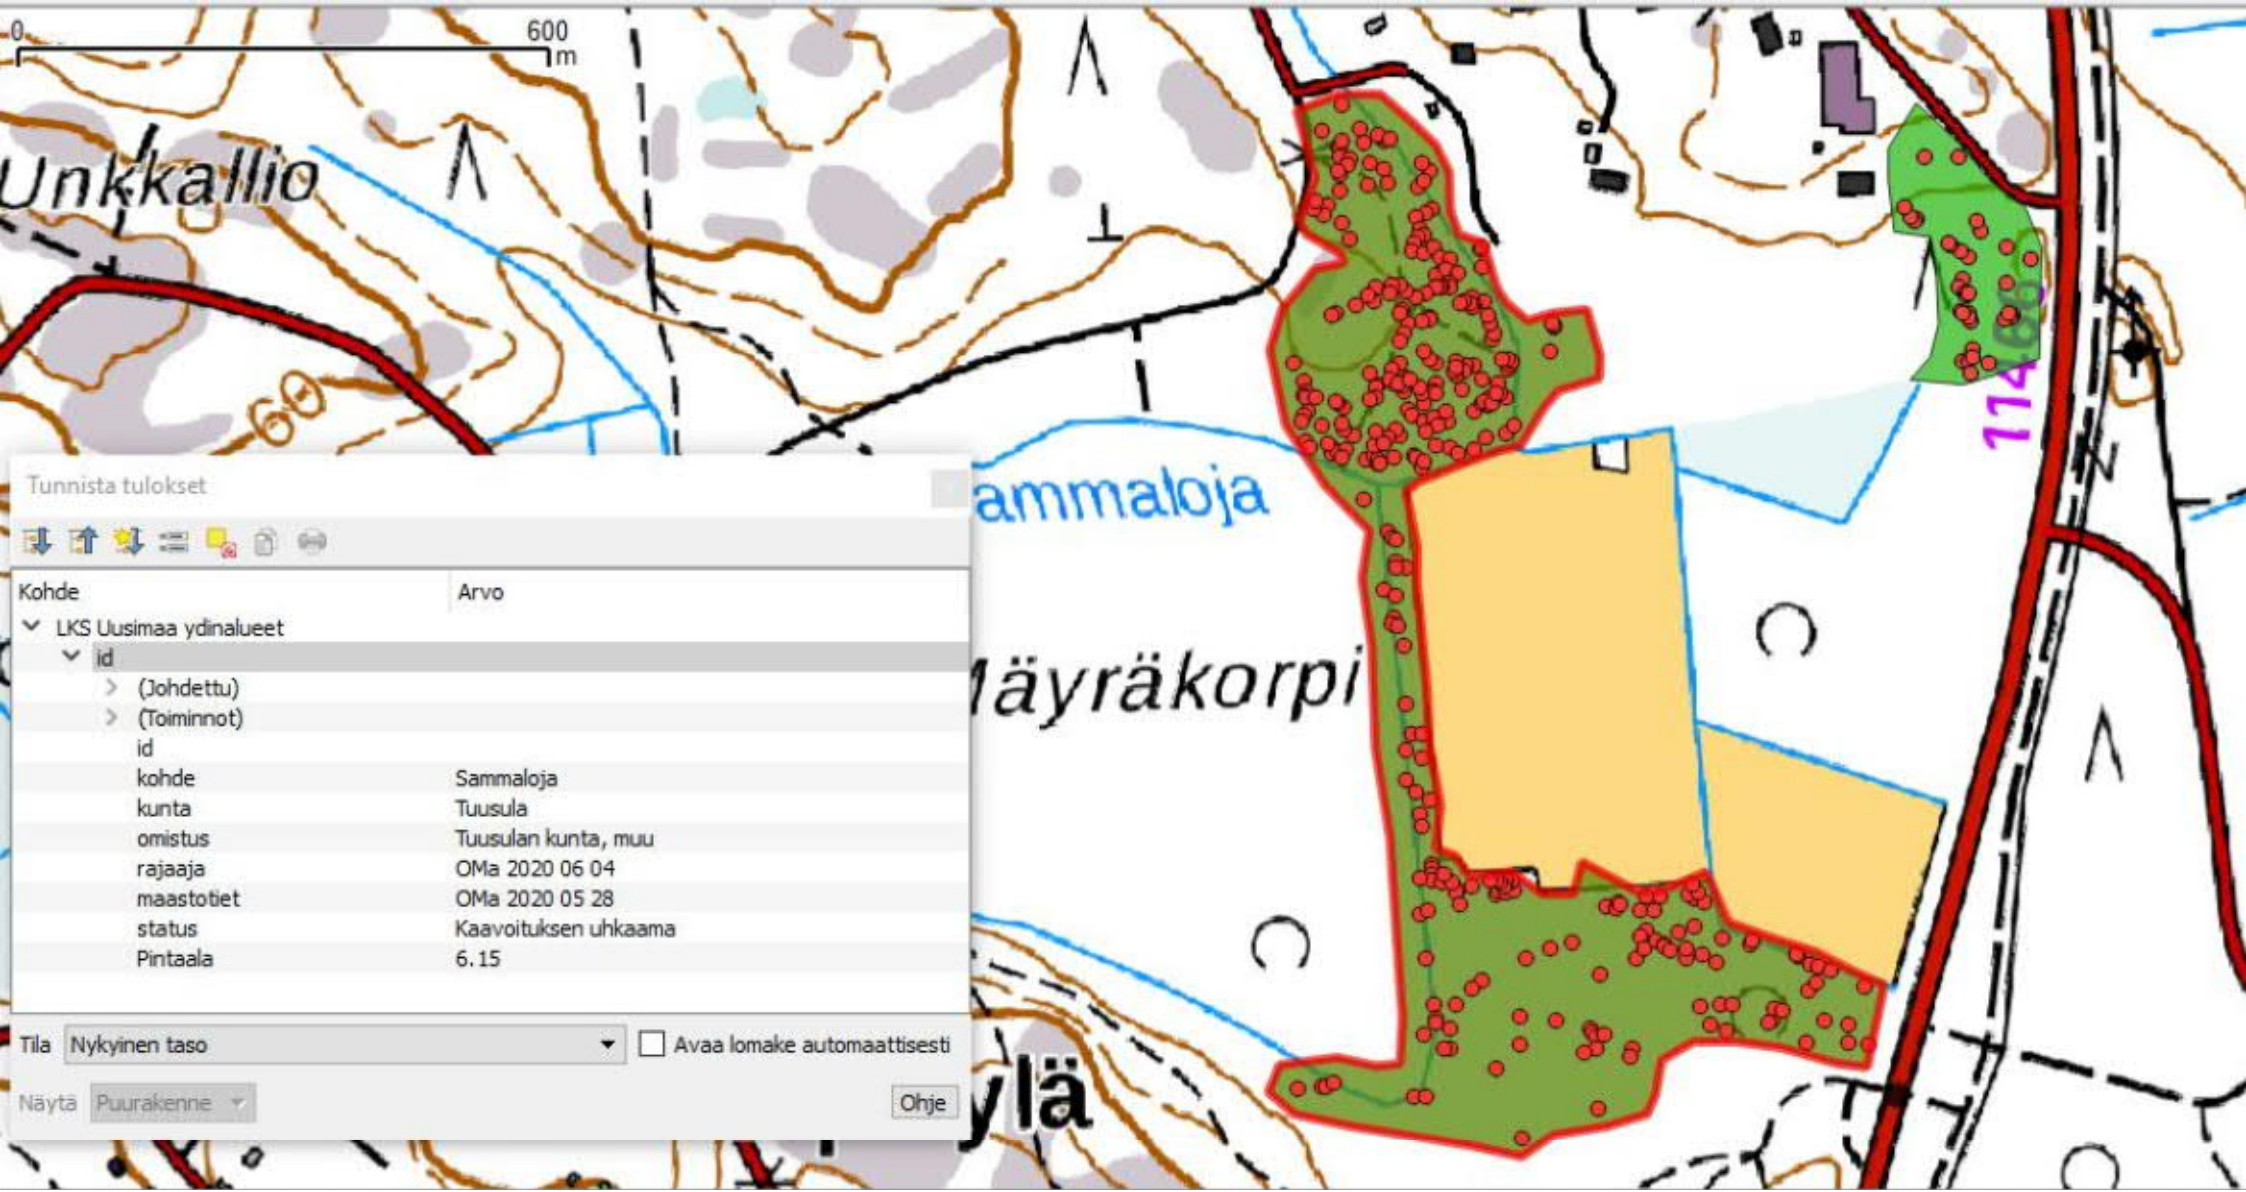 0 600
m
Unkkallio
60
Tunnista tulokset
ammaloja
Kohde Arvo
LKS Uusimaa ydinalueet
id
(Johdettu)
(Toiminnot)
id
kohde Sammaloja
kunta Tuusula
omistus Tuusulan kunta, muu
rajaaja OMa 2020 06 04
maastotiet OMa 2020 05 28
status Kaavoituksen uhkaama
Pintaala 6.15
Tila Nykyinen taso Avaa lomake automaattisesti
Näytä Puurakenne Ohje
Mäyräkorpi
ylä